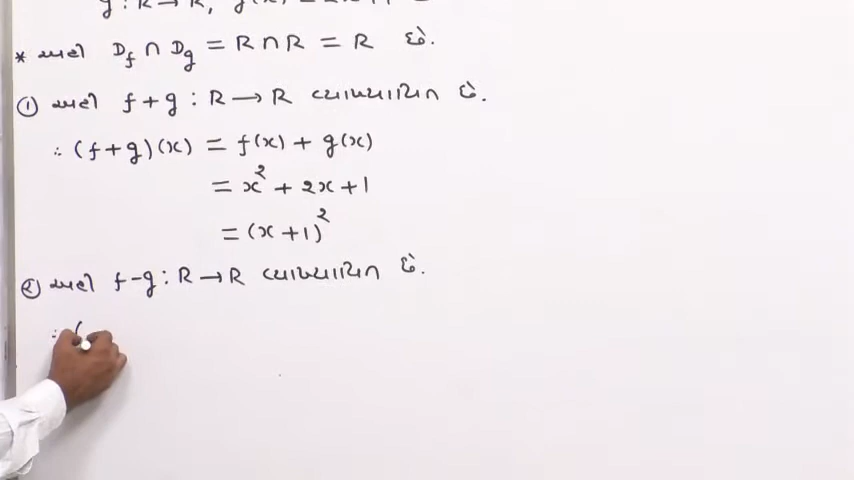 g : R → R, g(x) =
* અહીં D_f ∩ D_g = R ∩ R = R છે.
① અહીં f + g : R → R વ્યાખ્યાયિત છે.
∴ (f + g) (x) = f(x) + g(x)
= x² + 2x + 1
= (x + 1)²
② અહીં f - g : R → R વ્યાખ્યાયિત છે.
∴ (